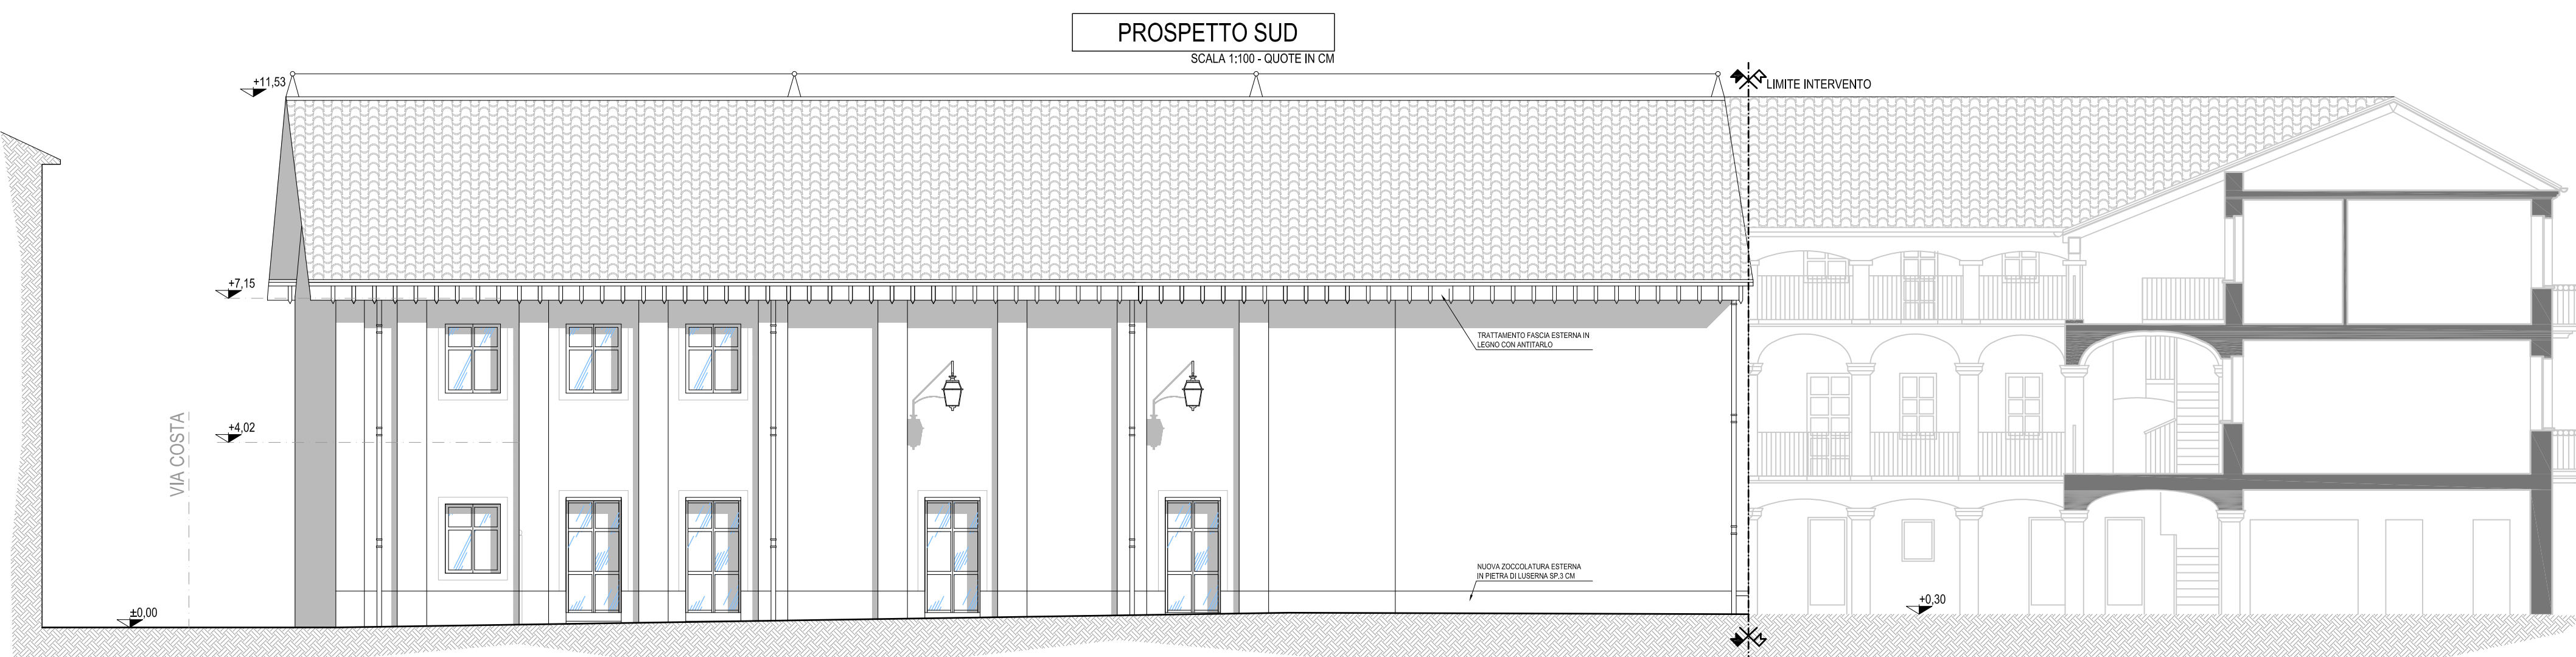 PROSPETTO SUD
SCALA 1:100 - QUOTE IN CM
+11,53
LIMITE INTERVENTO
+7,15
TRATTAMENTO FASCIA ESTERNA IN
LEGNO CON ANTITARLO
+4,02
VIA COSTA
NUOVA ZOCCOLATURA ESTERNA
IN PIETRA DI LUSERNA SP.3 CM
±0,00
+0,30